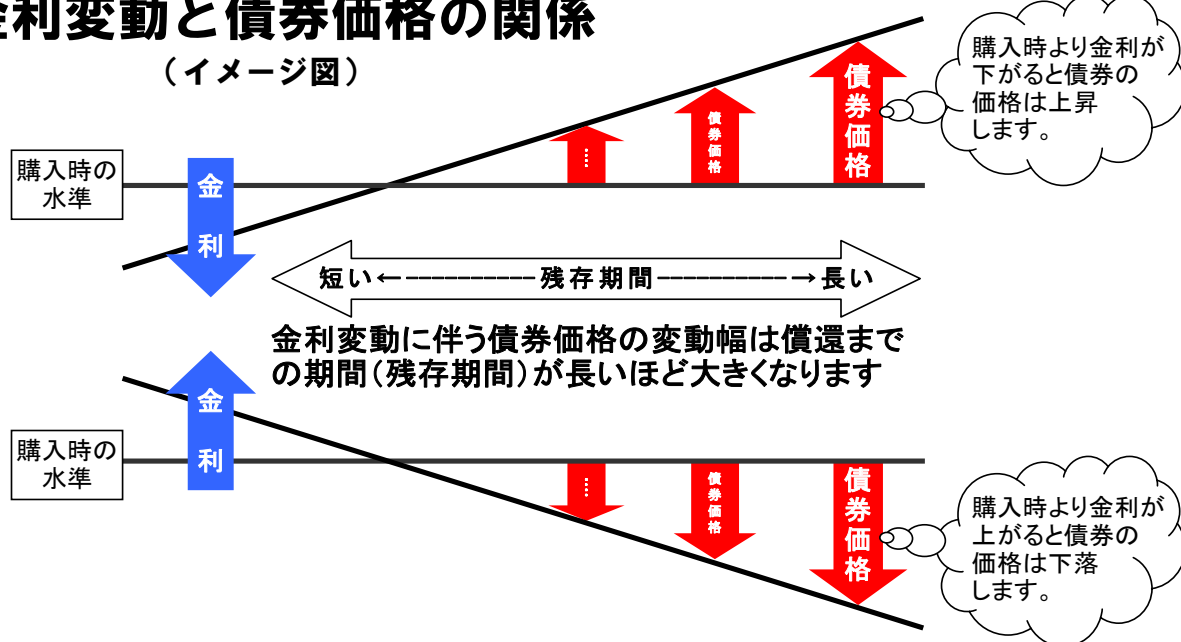 金利変動と債券価格の関係
（イメージ図）
購入時より金利が
下がると債券の
価格は上昇
します。
購入時の
水準
金利
‥‥
債券価格
債券価格
短い←----------残存期間----------→長い
金利変動に伴う債券価格の変動幅は償還まで
の期間（残存期間）が長いほど大きくなります
金利
購入時の
水準
‥‥
債券価格
債券価格
購入時より金利が
上がると債券の
価格は下落
します。